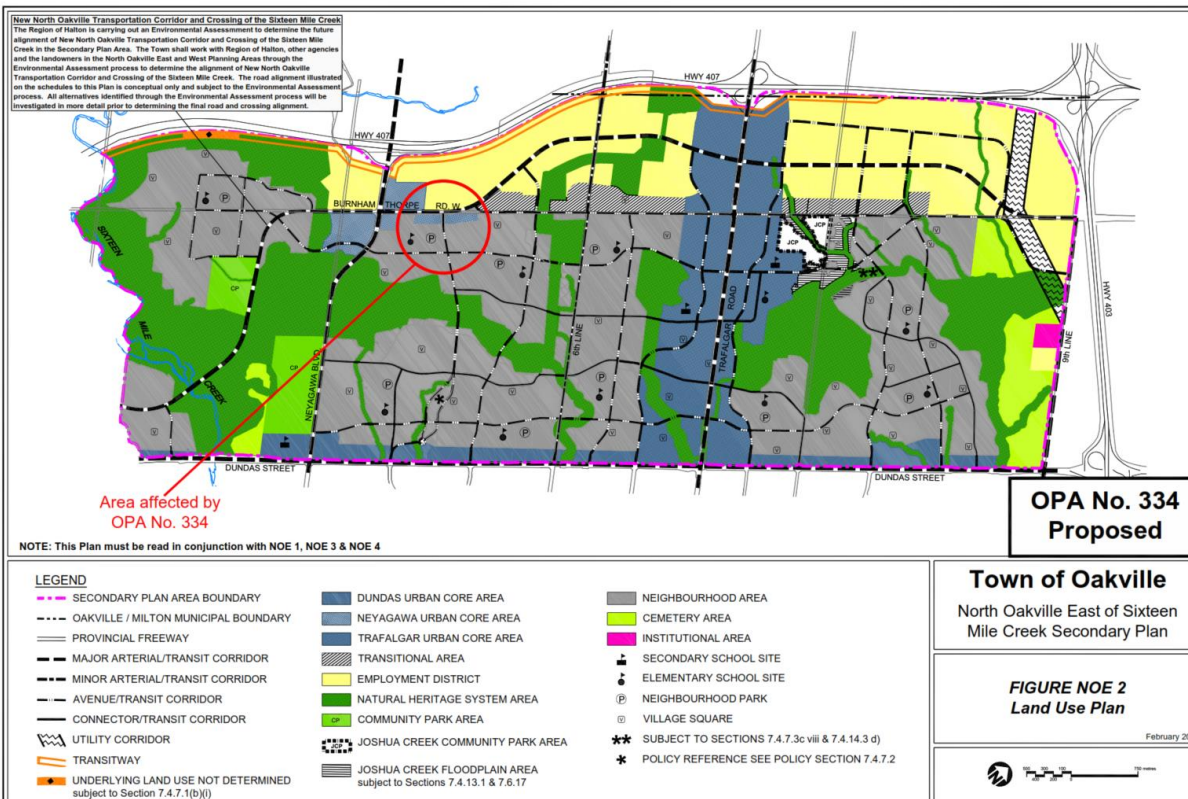 New North Oakville Transportation Corridor and Crossing of the Sixteen Mile Creek
The Region of Halton is carrying out an Environmental Assessmment to determine the future
alignment of New North Oakville Transportation Corridor and Crossing of the Sixteen Mile
Creek in the Secondary Plan Area. The Town shall work with Region of Halton, other agencies
and the landowners in the North Oakville East and West Planning Areas through the
Environmental Assessment process to determine the alignment of New North Oakville
Transportation Corridor and Crossing of the Sixteen Mile Creek. The road alignment illustrated
on the schedules to this Plan is conceptual only and subject to the Environmental Assessment
process. All alternatives identified through the Environmental Assessment process will be
investigated in more detail prior to determining the final road and crossing alignment.
HWY 407
HWY 407
BURNHAM THORPE RD. W.
SIXTEEN
MILE
CREEK
CP
CP
JCP
JCP
NEYAGAWA BLVD
6th LINE
TRAFALGAR ROAD
9th LINE
HWY 403
DUNDAS STREET
DUNDAS STREET
Area affected by
OPA No. 334
NOTE: This Plan must be read in conjunction with NOE 1, NOE 3 & NOE 4
OPA No. 334
Proposed
LEGEND
SECONDARY PLAN AREA BOUNDARY
OAKVILLE / MILTON MUNICIPAL BOUNDARY
PROVINCIAL FREEWAY
MAJOR ARTERIAL/TRANSIT CORRIDOR
MINOR ARTERIAL/TRANSIT CORRIDOR
AVENUE/TRANSIT CORRIDOR
CONNECTOR/TRANSIT CORRIDOR
UTILITY CORRIDOR
TRANSITWAY
UNDERLYING LAND USE NOT DETERMINED
subject to Section 7.4.7.1(b)(i)
DUNDAS URBAN CORE AREA
NEYAGAWA URBAN CORE AREA
TRAFALGAR URBAN CORE AREA
TRANSITIONAL AREA
EMPLOYMENT DISTRICT
NATURAL HERITAGE SYSTEM AREA
CP COMMUNITY PARK AREA
JCP JOSHUA CREEK COMMUNITY PARK AREA
JOSHUA CREEK FLOODPLAIN AREA
subject to Sections 7.4.13.1 & 7.6.17
NEIGHBOURHOOD AREA
CEMETERY AREA
INSTITUTIONAL AREA
SECONDARY SCHOOL SITE
ELEMENTARY SCHOOL SITE
P NEIGHBOURHOOD PARK
V VILLAGE SQUARE
** SUBJECT TO SECTIONS 7.4.7.3c viii & 7.4.14.3 d)
* POLICY REFERENCE SEE POLICY SECTION 7.4.7.2
Town of Oakville
North Oakville East of Sixteen
Mile Creek Secondary Plan
FIGURE NOE 2
Land Use Plan
February 20
750 metres